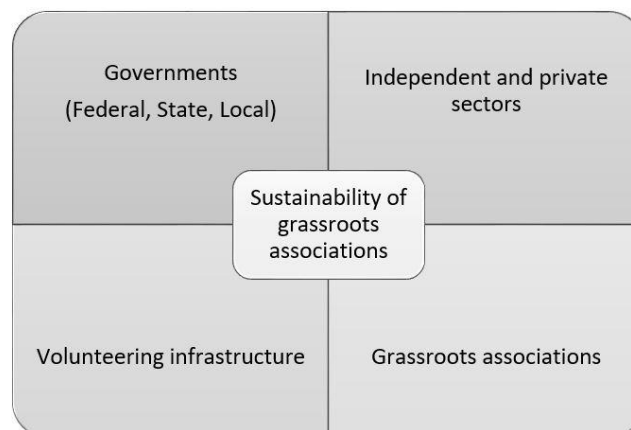 Governments
(Federal, State, Local)
Independent and private
sectors
Sustainability of
grassroots
associations
Volunteering infrastructure
Grassroots associations